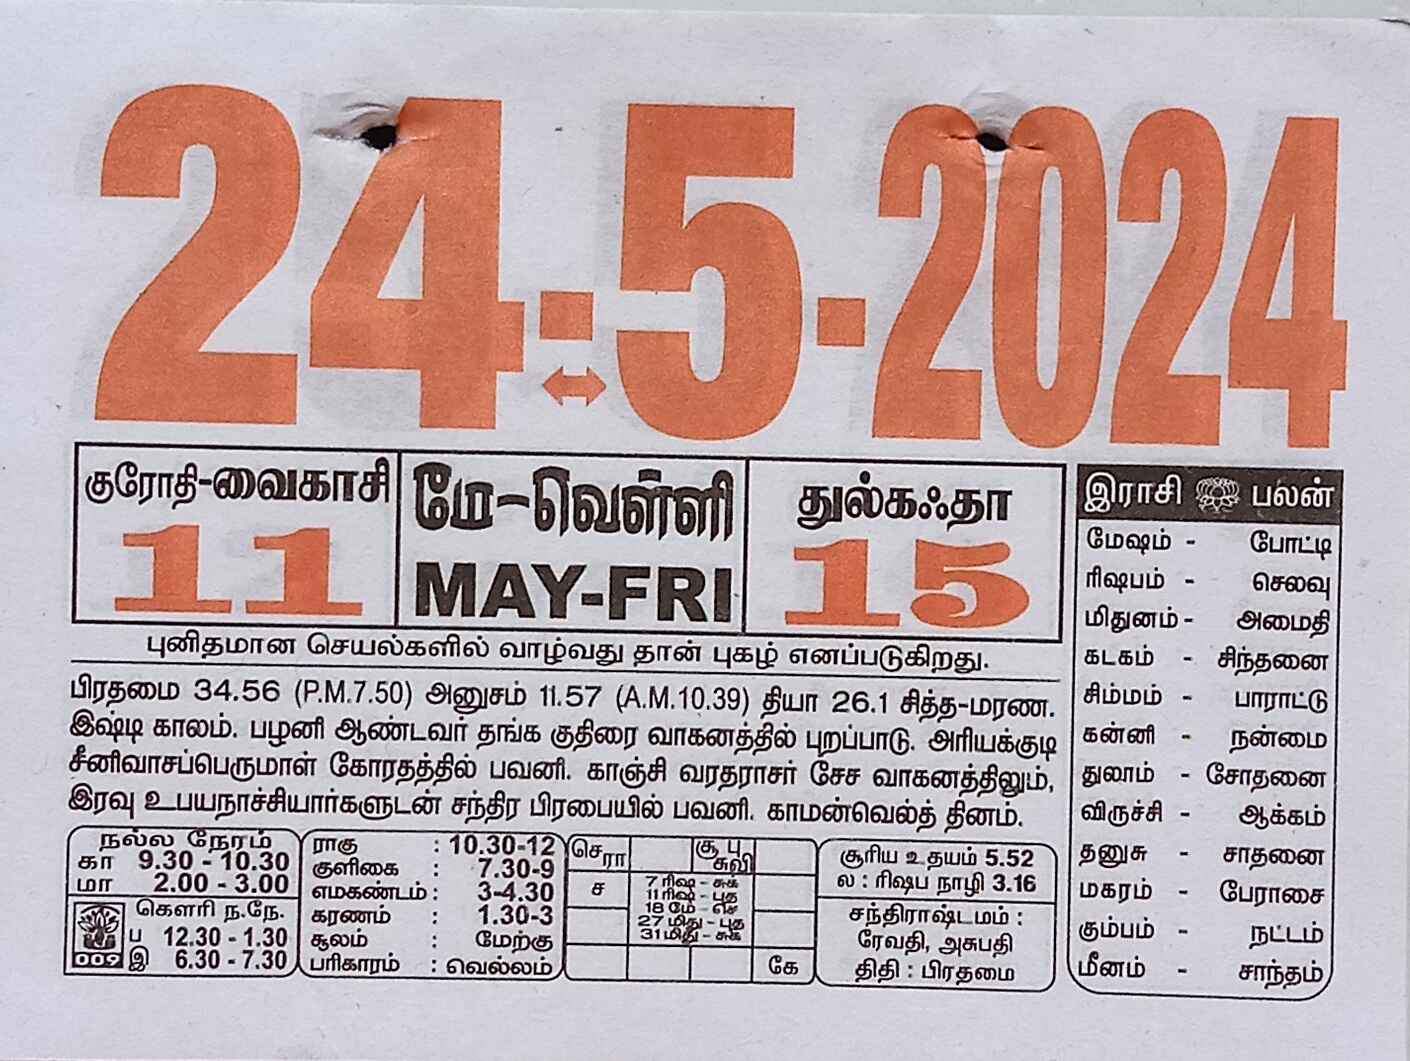 24.5.2024
குரோதி-வைகாசி
11
மே-வெள்ளி
MAY-FRI
துல்கஃதா
15
புனிதமான செயல்களில் வாழ்வது தான் புகழ் எனப்படுகிறது.
பிரதமை 34.56 (P.M.7.50) அனுசம் 11.57 (A.M.10.39) தியா 26.1 சித்த-மரண.
இஷ்டி காலம். பழனி ஆண்டவர் தங்க குதிரை வாகனத்தில் புறப்பாடு. அரியக்குடி
சீனிவாசப்பெருமாள் கோரதத்தில் பவனி. காஞ்சி வரதராசர் சேச வாகனத்திலும்,
இரவு உபயநாச்சியார்களுடன் சந்திர பிரபையில் பவனி. காமன்வெல்த் தினம்.
நல்ல நேரம்
கா 9.30 - 10.30
மா 2.00 - 3.00
கௌரி ந.நே.
ப 12.30 - 1.30
இ 6.30 - 7.30
009
ராகு : 10.30-12
குளிகை : 7.30-9
எமகண்டம் : 3-4.30
கரணம் : 1.30-3
சூலம் : மேற்கு
பரிகாரம் : வெல்லம்
செ
ரா
சூ பு
சுவி
ச
7 ரிஷ - சுக்
11 ரிஷ - புத
18 மே - செ
27 மிது - புத
31 மிது - சுக்
கே
சூரிய உதயம் 5.52
ல : ரிஷப நாழி 3.16
சந்திராஷ்டமம் :
ரேவதி, அசுபதி
திதி : பிரதமை
இராசி பலன்
மேஷம் - போட்டி
ரிஷபம் - செலவு
மிதுனம் - அமைதி
கடகம் - சிந்தனை
சிம்மம் - பாராட்டு
கன்னி - நன்மை
துலாம் - சோதனை
விருச்சி - ஆக்கம்
தனுசு - சாதனை
மகரம் - பேராசை
கும்பம் - நட்டம்
மீனம் - சாந்தம்